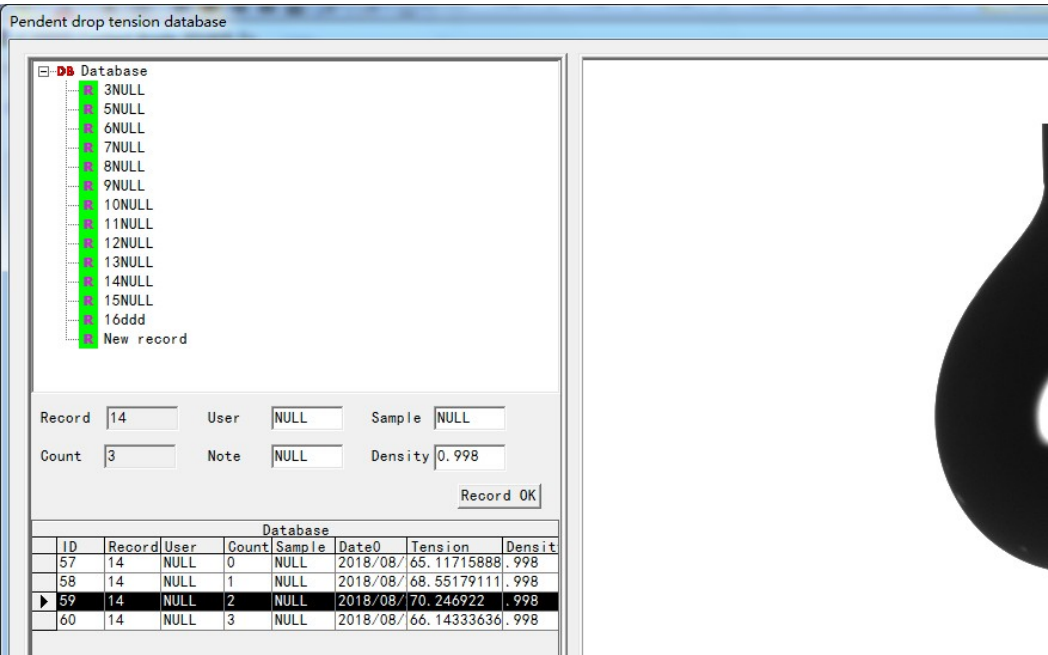 Pendent drop tension database
DB Database
R 3NULL
R 5NULL
R 6NULL
R 7NULL
R 8NULL
R 9NULL
R 10NULL
R 11NULL
R 12NULL
R 13NULL
R 14NULL
R 15NULL
R 16ddd
R New record
Record 14 User NULL Sample NULL
Count 3 Note NULL Density 0.998
Record OK
Database
ID Record User Count Sample Date0 Tension Densit
57 14 NULL 0 NULL 2018/08/ 65.11715888 .998
58 14 NULL 1 NULL 2018/08/ 68.55179111 .998
59 14 NULL 2 NULL 2018/08/ 70.246922 .998
60 14 NULL 3 NULL 2018/08/ 66.14333636 .998